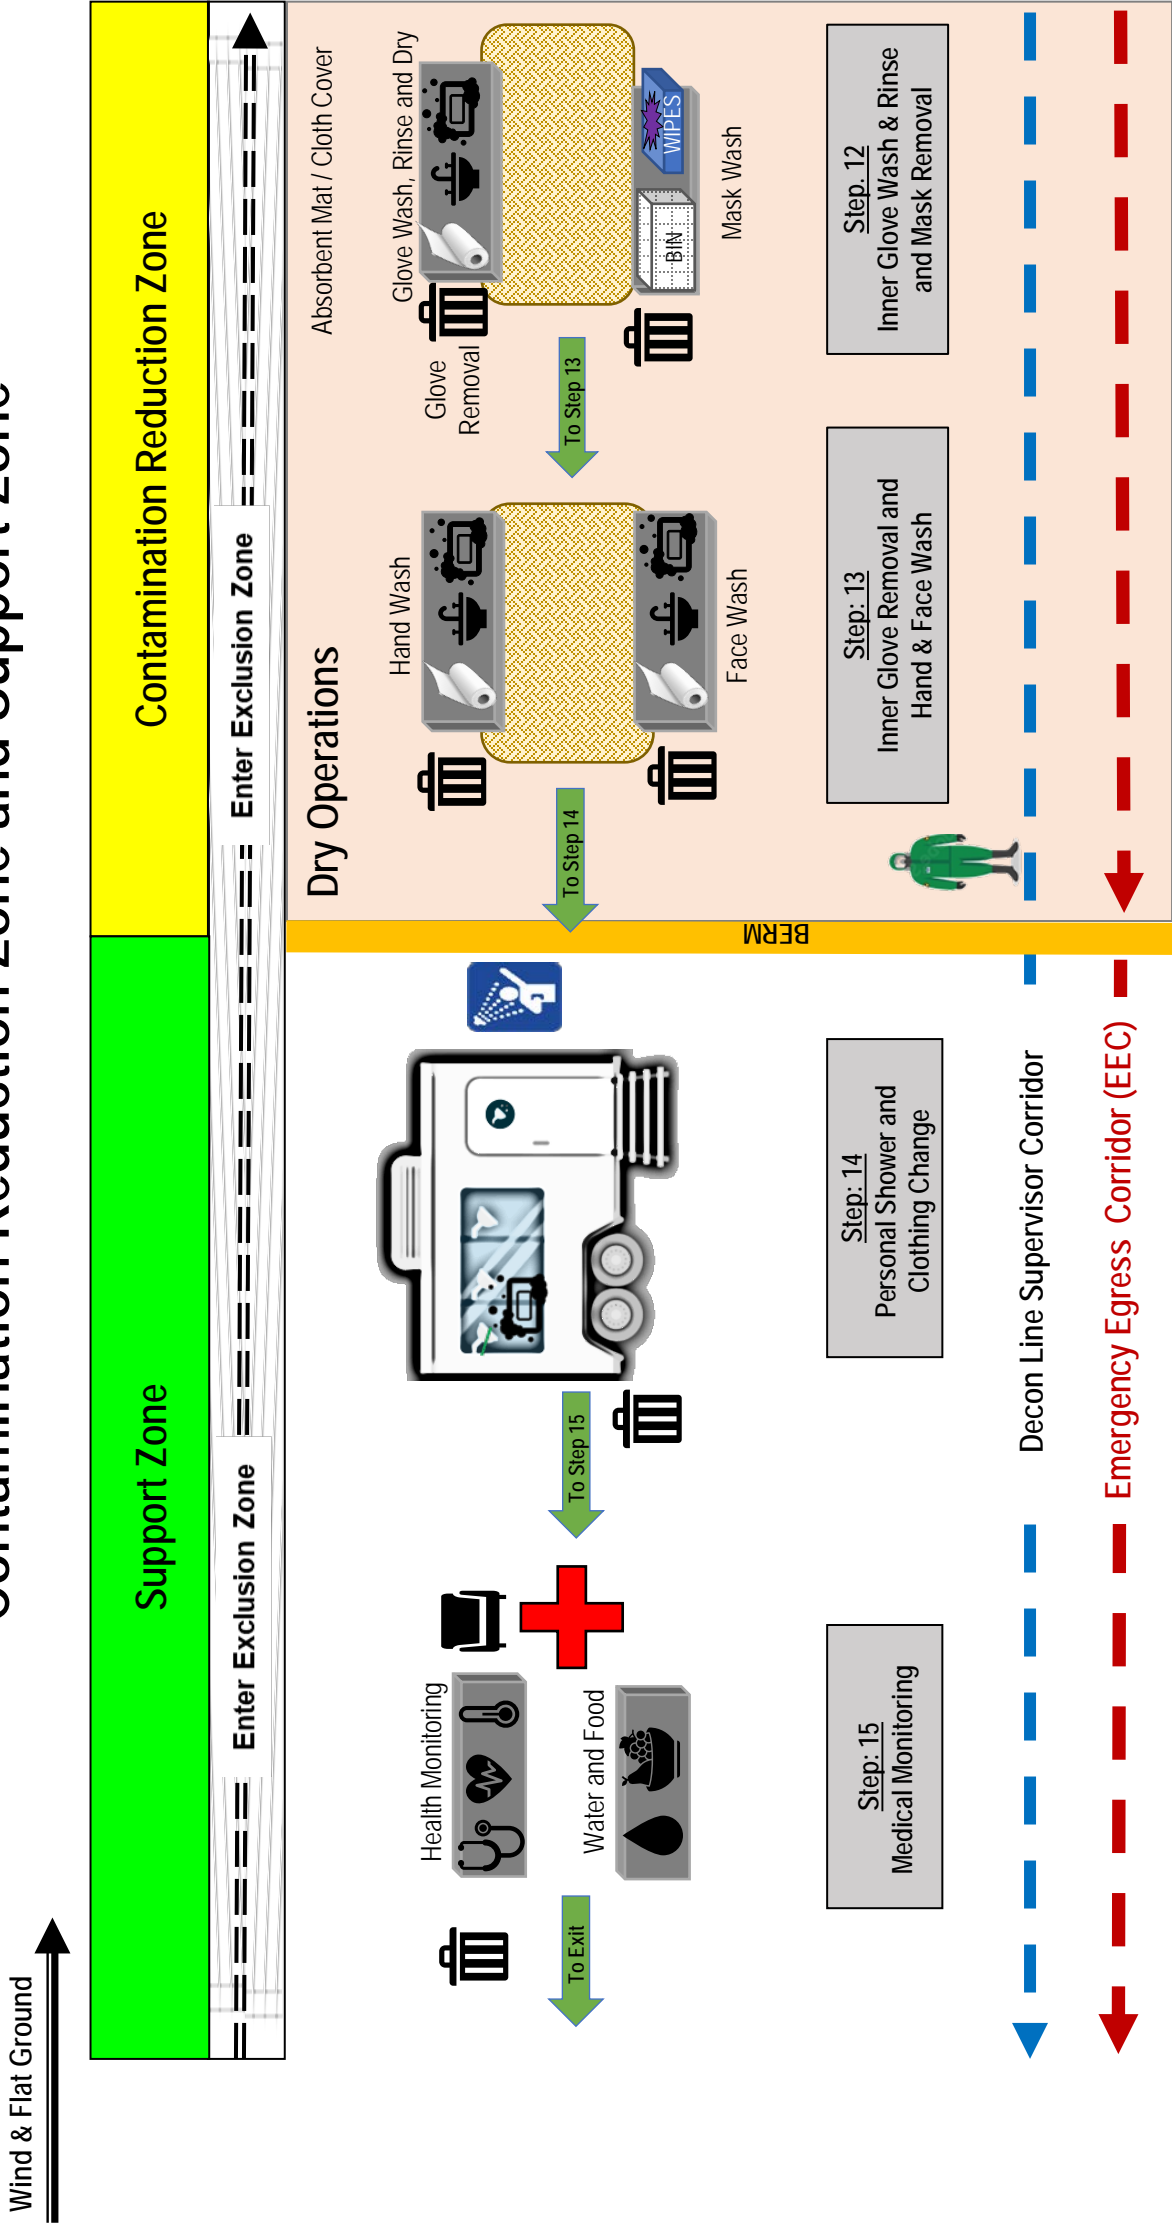 Contamination Reduction Zone and Support Zone
Wind & Flat Ground
Support Zone
Contamination Reduction Zone
Enter Exclusion Zone
Enter Exclusion Zone
Dry Operations
Absorbent Mat / Cloth Cover
Glove Wash, Rinse and Dry
Glove
Removal
BIN
WIPES
Mask Wash
To Step 13
Hand Wash
Face Wash
To Step 14
BERM
To Step 15
Health Monitoring
Water and Food
To Exit
Step: 15
Medical Monitoring
Step: 14
Personal Shower and
Clothing Change
Step: 13
Inner Glove Removal and
Hand & Face Wash
Step. 12
Inner Glove Wash & Rinse
and Mask Removal
Decon Line Supervisor Corridor
Emergency Egress Corridor (EEC)